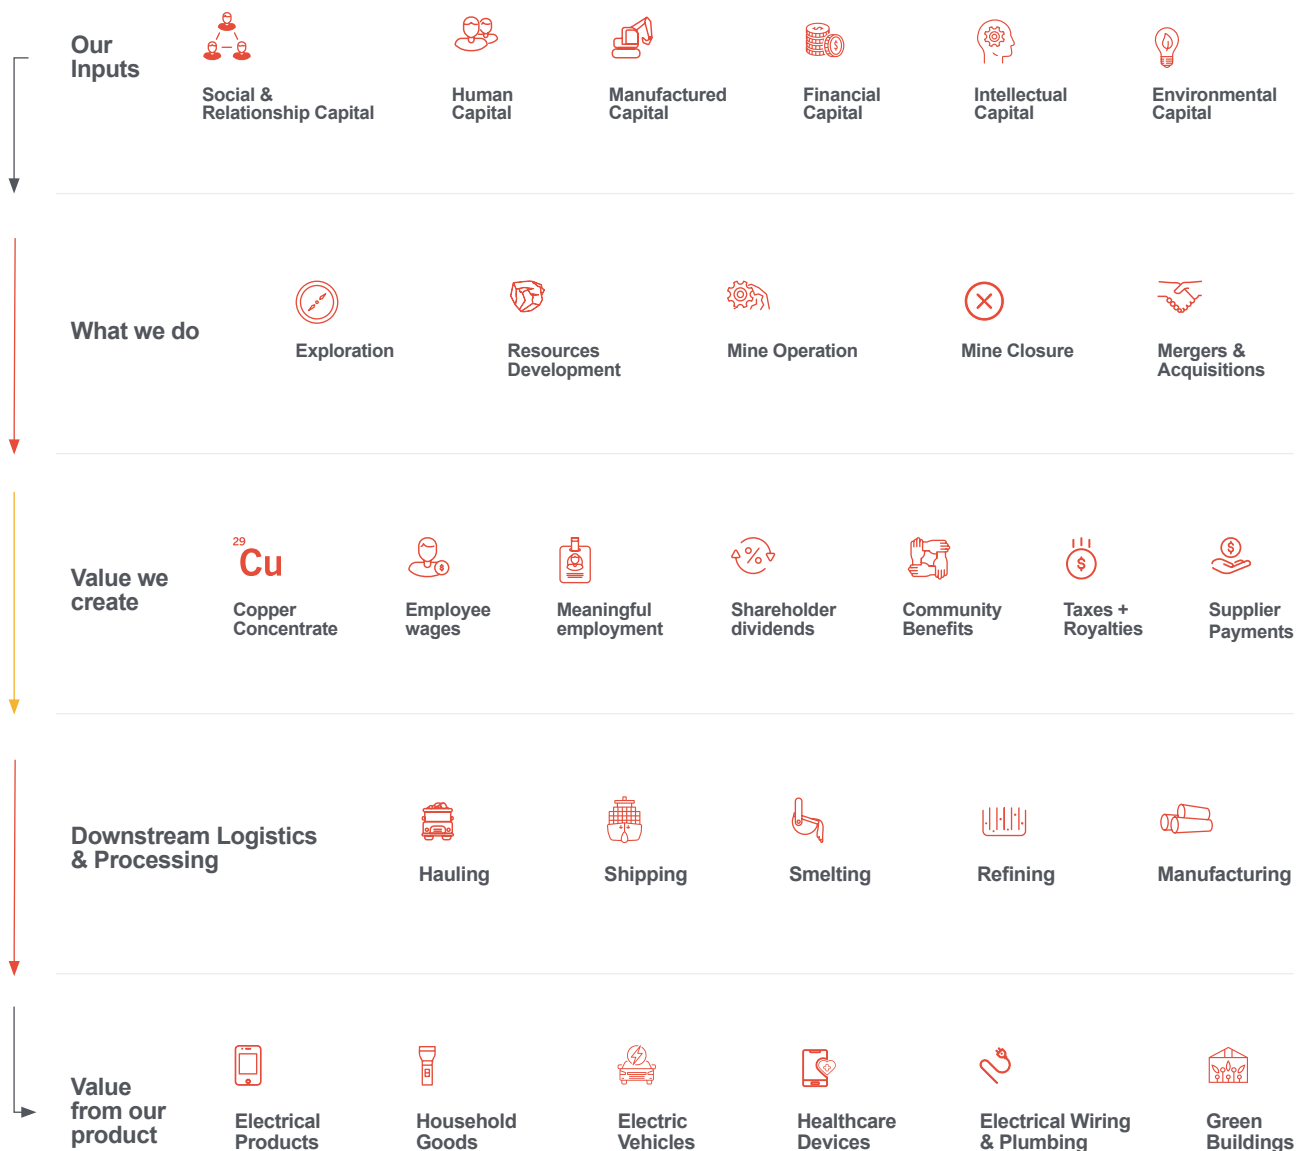 Our
Inputs
Social &
Relationship Capital
Human
Capital
Manufactured
Capital
Financial
Capital
Intellectual
Capital
Environmental
Capital
What we do
Exploration
Resources
Development
Mine Operation
Mine Closure
Mergers &
Acquisitions
Value we
create
29
Cu
Copper
Concentrate
Employee
wages
Meaningful
employment
%
Shareholder
dividends
Community
Benefits
$
Taxes +
Royalties
$
Supplier
Payments
Downstream Logistics
& Processing
Hauling
Shipping
Smelting
Refining
Manufacturing
Value
from our
product
Electrical
Products
Household
Goods
Electric
Vehicles
Healthcare
Devices
Electrical Wiring
& Plumbing
Green
Buildings